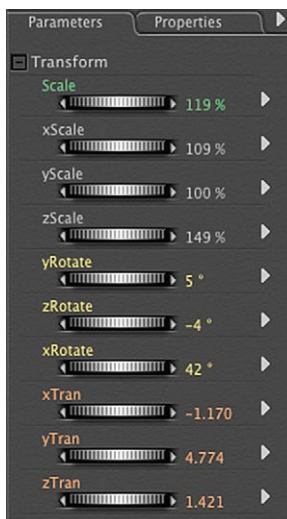 Parameters Properties
Transform
Scale
119 %
xScale
109 %
yScale
100 %
zScale
149 %
yRotate
5 °
zRotate
-4 °
xRotate
42 °
xTran
-1.170
yTran
4.774
zTran
1.421